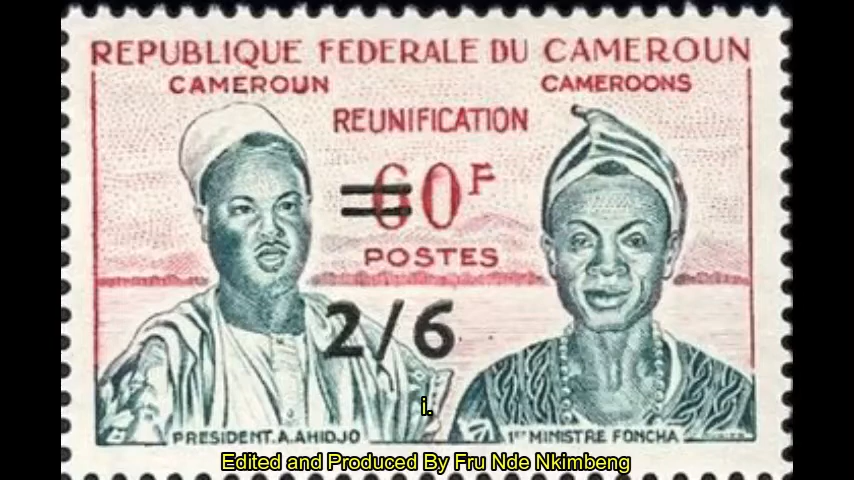 REPUBLIQUE FEDERALE DU CAMEROUN
CAMEROUN CAMEROONS
REUNIFICATION
60F
POSTES
2/6
i.
PRESIDENT.A.AHIDJO 1ER MINISTRE FONCHA
Edited and Produced By Fru Nde Nkimbeng